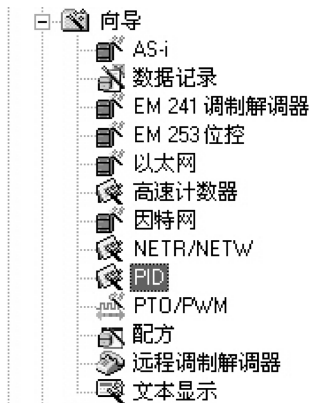 向导
AS-i
数据记录
EM 241 调制解调器
EM 253 位控
以太网
高速计数器
因特网
NETR/NETW
PID
PTO/PWM
配方
远程调制解调器
文本显示